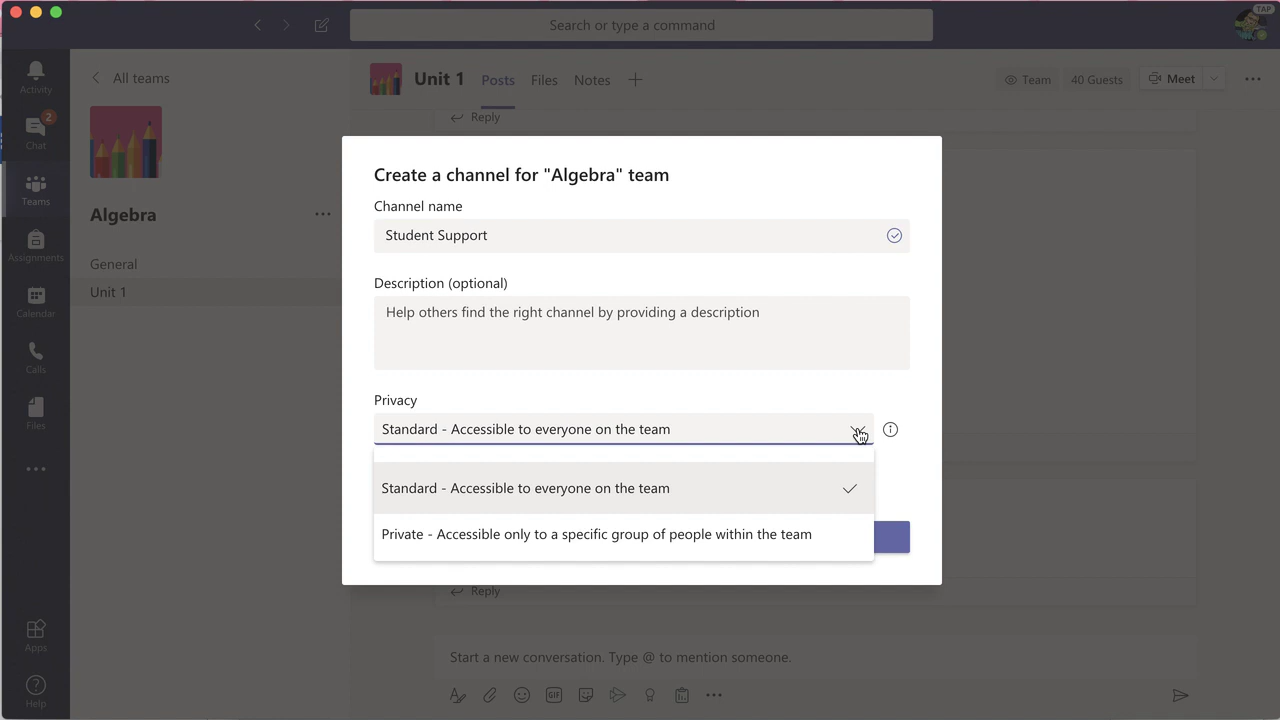 Search or type a command
TAP
Activity
2
Chat
Teams
Assignments
Calendar
Calls
Files
Apps
Help
All teams
Algebra
General
Unit 1
Unit 1
Posts
Files
Notes
Team
40 Guests
Meet
Reply
Create a channel for "Algebra" team
Channel name
Student Support
Description (optional)
Help others find the right channel by providing a description
Privacy
Standard - Accessible to everyone on the team
Standard - Accessible to everyone on the team
Private - Accessible only to a specific group of people within the team
Reply
Start a new conversation. Type @ to mention someone.
GIF